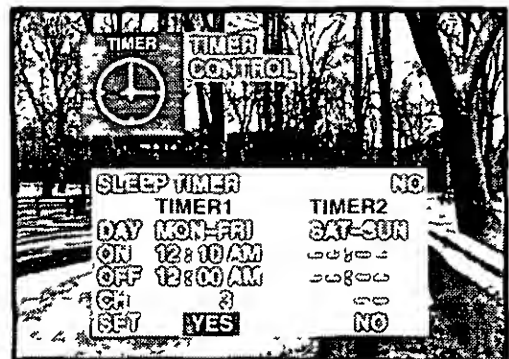 TIMER
TIMER
CONTROL
SLEEP TIMER NO
TIMER1 TIMER2
DAY MON-FRI SAT-SUN
ON 12:10 AM --:--
OFF 12:00 AM --:--
CH 3 --
SET YES NO